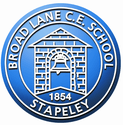 BROAD LANE C.E. SCHOOL
1854
STAPELEY